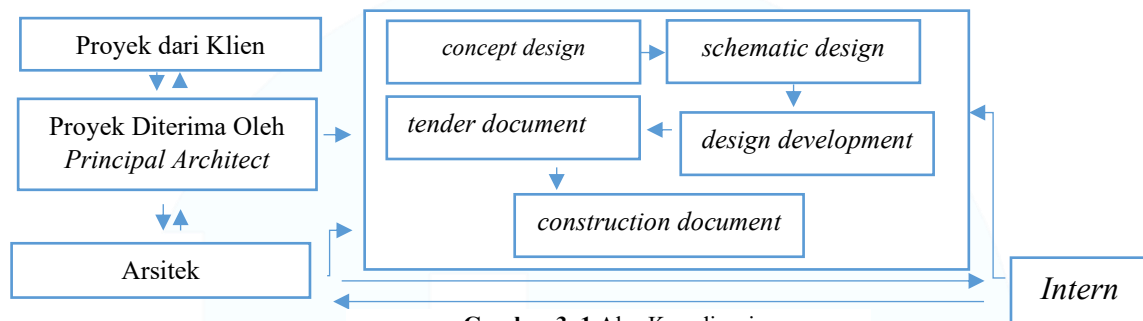 Proyek dari Klien
Proyek Diterima Oleh
Principal Architect
Arsitek
concept design
schematic design
tender document
design development
construction document
Intern